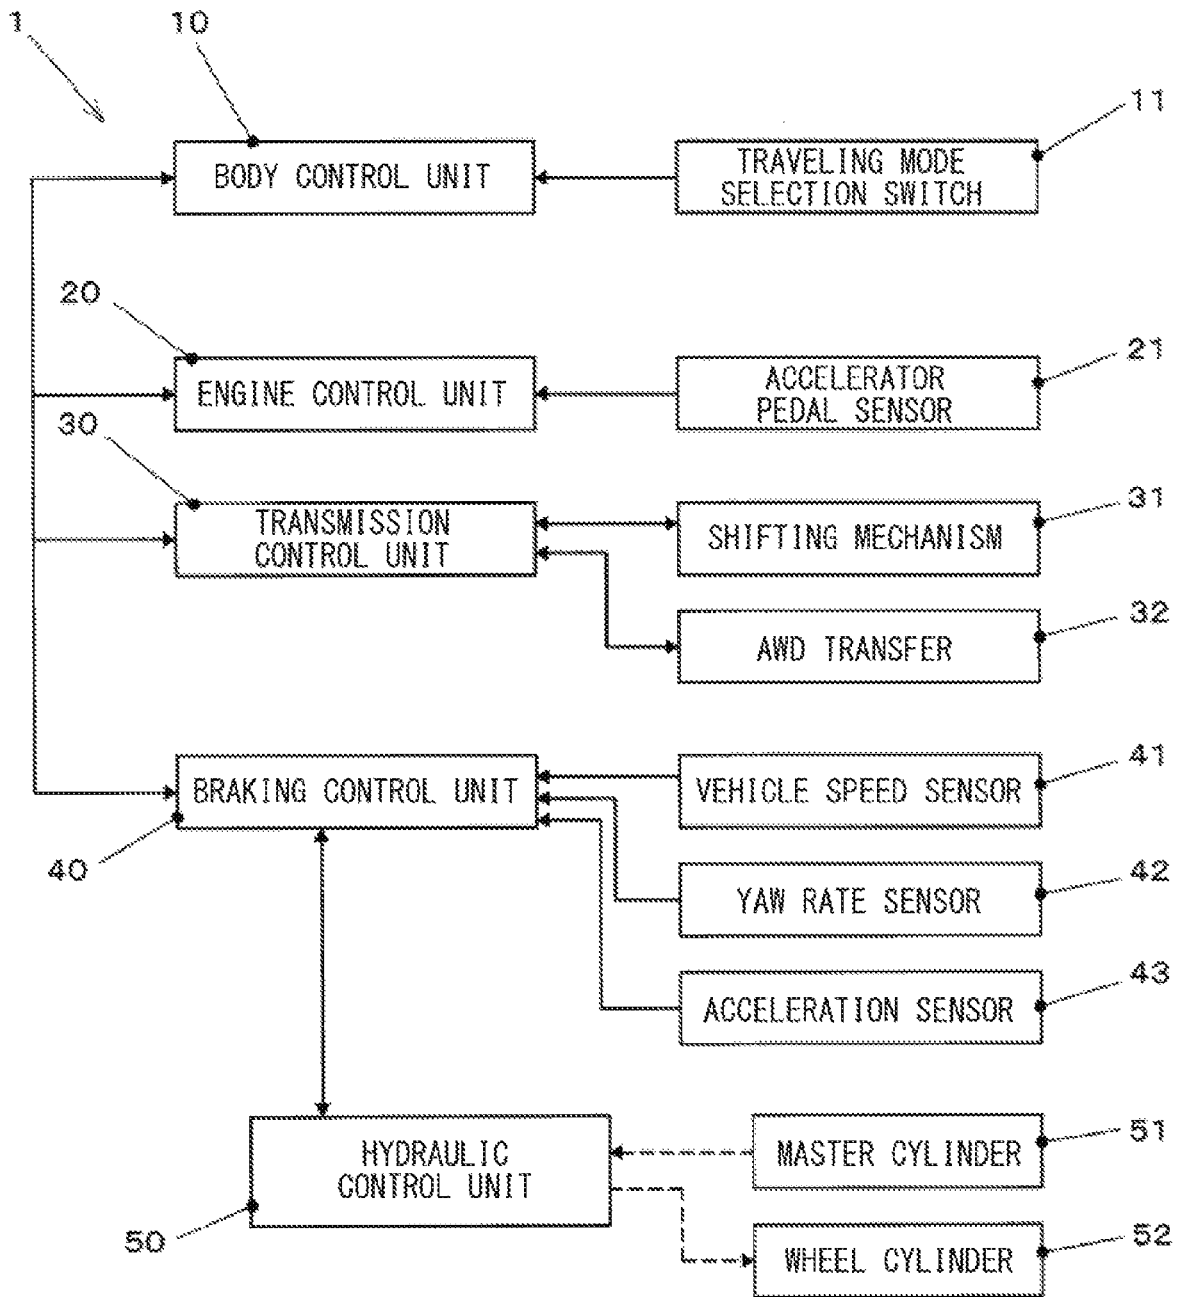 1
10
BODY CONTROL UNIT
TRAVELING MODE
SELECTION SWITCH
11
20
ENGINE CONTROL UNIT
ACCELERATOR
PEDAL SENSOR
21
30
TRANSMISSION
CONTROL UNIT
SHIFTING MECHANISM
31
AWD TRANSFER
32
BRAKING CONTROL UNIT
40
VEHICLE SPEED SENSOR
41
YAW RATE SENSOR
42
ACCELERATION SENSOR
43
HYDRAULIC
CONTROL UNIT
50
MASTER CYLINDER
51
WHEEL CYLINDER
52